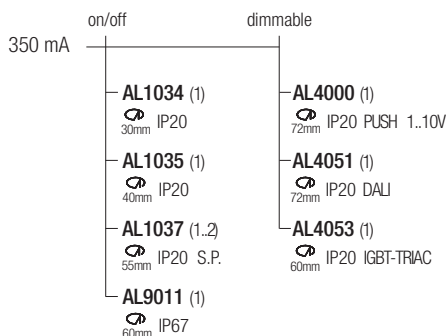 on/off dimmable
350 mA
AL1034 (1) AL4000 (1)
30mm IP20 72mm IP20 PUSH 1..10V
AL1035 (1) AL4051 (1)
40mm IP20 72mm IP20 DALI
AL1037 (1..2) AL4053 (1)
55mm IP20 S.P. 60mm IP20 IGBT-TRIAC
AL9011 (1)
60mm IP67